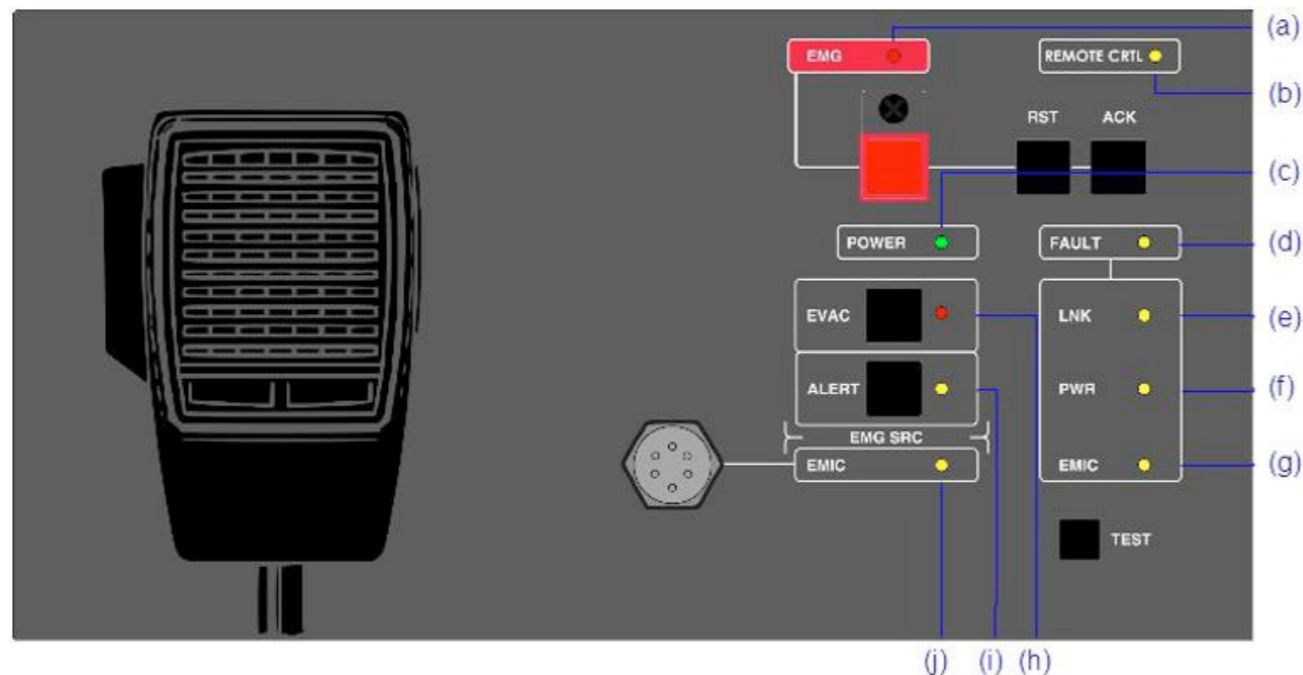 (a)
EMG
REMOTE CRTL
(b)
RST ACK
(c)
POWER
FAULT
(d)
EVAC
LNK
(e)
ALERT
PWR
(f)
EMG SRC
EMIC
EMIC
(g)
TEST
(j) (i) (h)